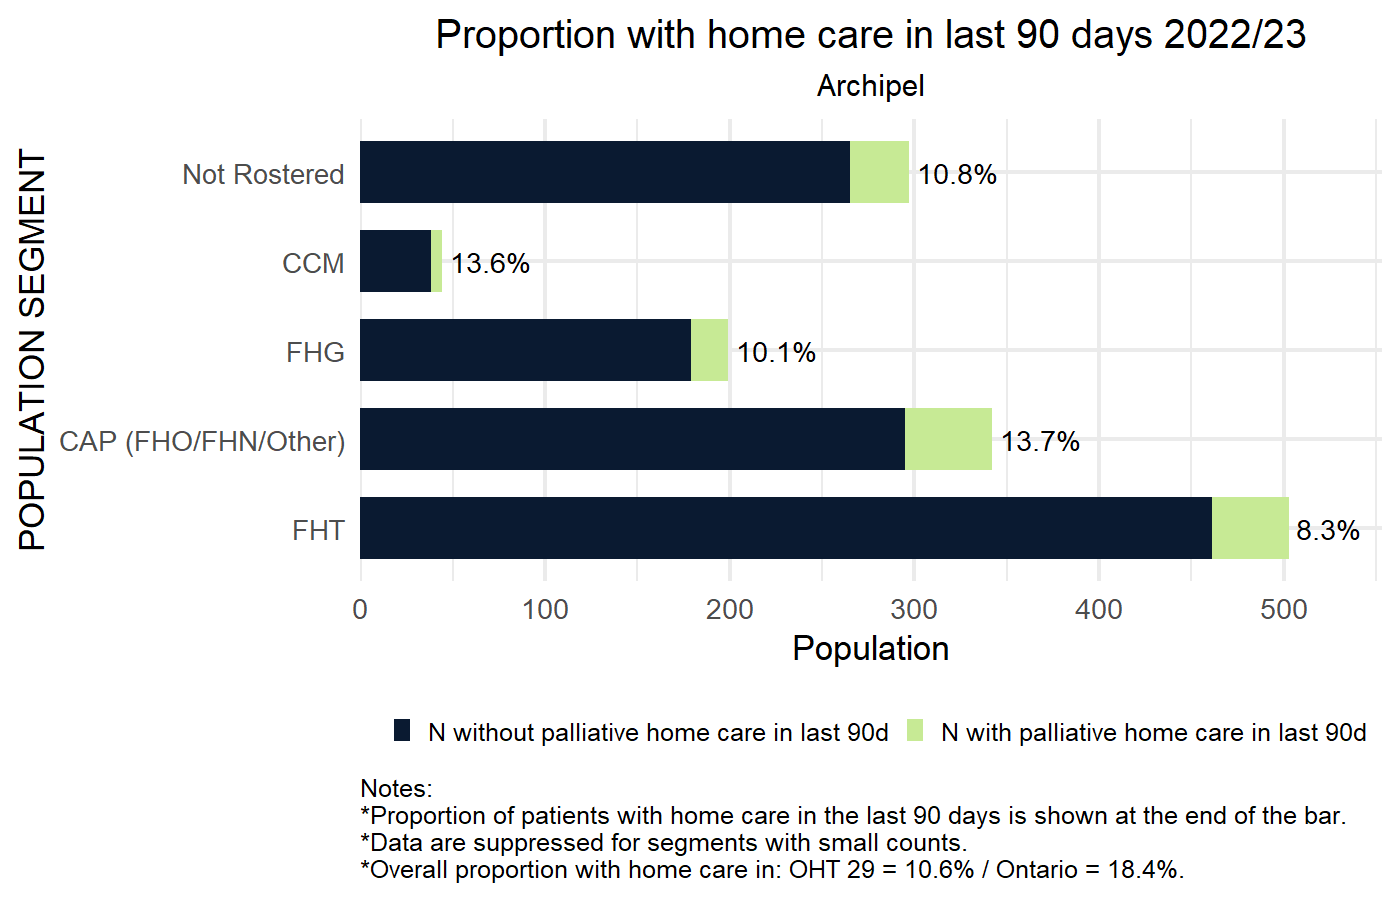 Proportion with home care in last 90 days 2022/23
Archipel
POPULATION SEGMENT
Not Rostered
10.8%
CCM
13.6%
FHG
10.1%
CAP (FHO/FHN/Other)
13.7%
FHT
8.3%
0 100 200 300 400 500
Population
N without palliative home care in last 90d N with palliative home care in last 90d
Notes:
*Proportion of patients with home care in the last 90 days is shown at the end of the bar.
*Data are suppressed for segments with small counts.
*Overall proportion with home care in: OHT 29 = 10.6% / Ontario = 18.4%.